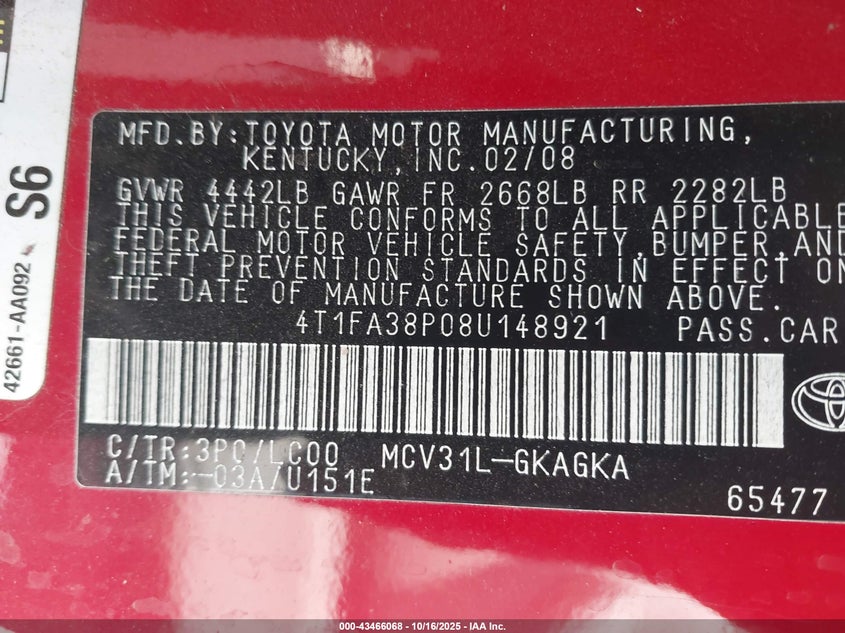 MFD.BY:TOYOTA MOTOR MANUFACTURING,
KENTUCKY,INC.02/08
GVWR 4442LB GAWR FR 2668LB RR 2282LB
THIS VEHICLE CONFORMS TO ALL APPLICABLE
FEDERAL MOTOR VEHICLE SAFETY,BUMPER,AND
THEFT PREVENTION STANDARDS IN EFFECT ON
THE DATE OF MANUFACTURE SHOWN ABOVE.
4T1FA38P08U148921 PASS.CAR
C/TR:3P0/LC00 MCV31L-GKAGKA
A/TM:-03A/U151E
65477
42661-AA092 S6
000-43466068 - 10/16/2025 - IAA Inc.